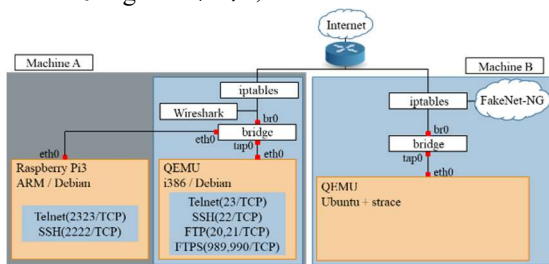 Internet
Machine A
Machine B
iptables
Wireshark
iptables
FakeNet-NG
br0
br0
eth0
bridge
bridge
tap0
tap0
eth0
eth0
eth0
Raspberry Pi3
ARM / Debian
Telnet(2323/TCP)
SSH(2222/TCP)
QEMU
i386 / Debian
Telnet(23/TCP)
SSH(22/TCP)
FTP(20,21/TCP)
FTPS(989,990/TCP)
QEMU
Ubuntu + strace